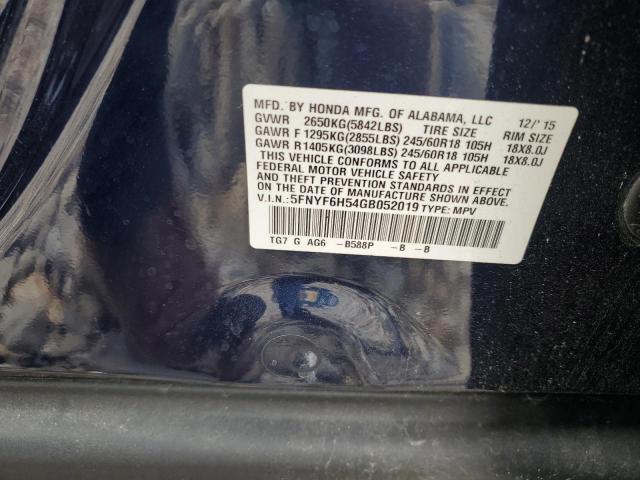 MFD. BY HONDA MFG. OF ALABAMA, LLC 12/'15
GVWR 2650KG(5842LBS) TIRE SIZE RIM SIZE
GAWR F1295KG(2855LBS) 245/60R18 105H 18X8.0J
GAWR R1405KG(3098LBS) 245/60R18 105H 18X8.0J
THIS VEHICLE CONFORMS TO ALL APPLICABLE
FEDERAL MOTOR VEHICLE SAFETY
AND THEFT PREVENTION STANDARDS IN EFFECT
ON THE DATE OF MANUFACTURE SHOWN ABOVE.
V.I.N.:5FNYF6H54GB052019 TYPE: MPV
TG7 G AG6 -B588P -B -B